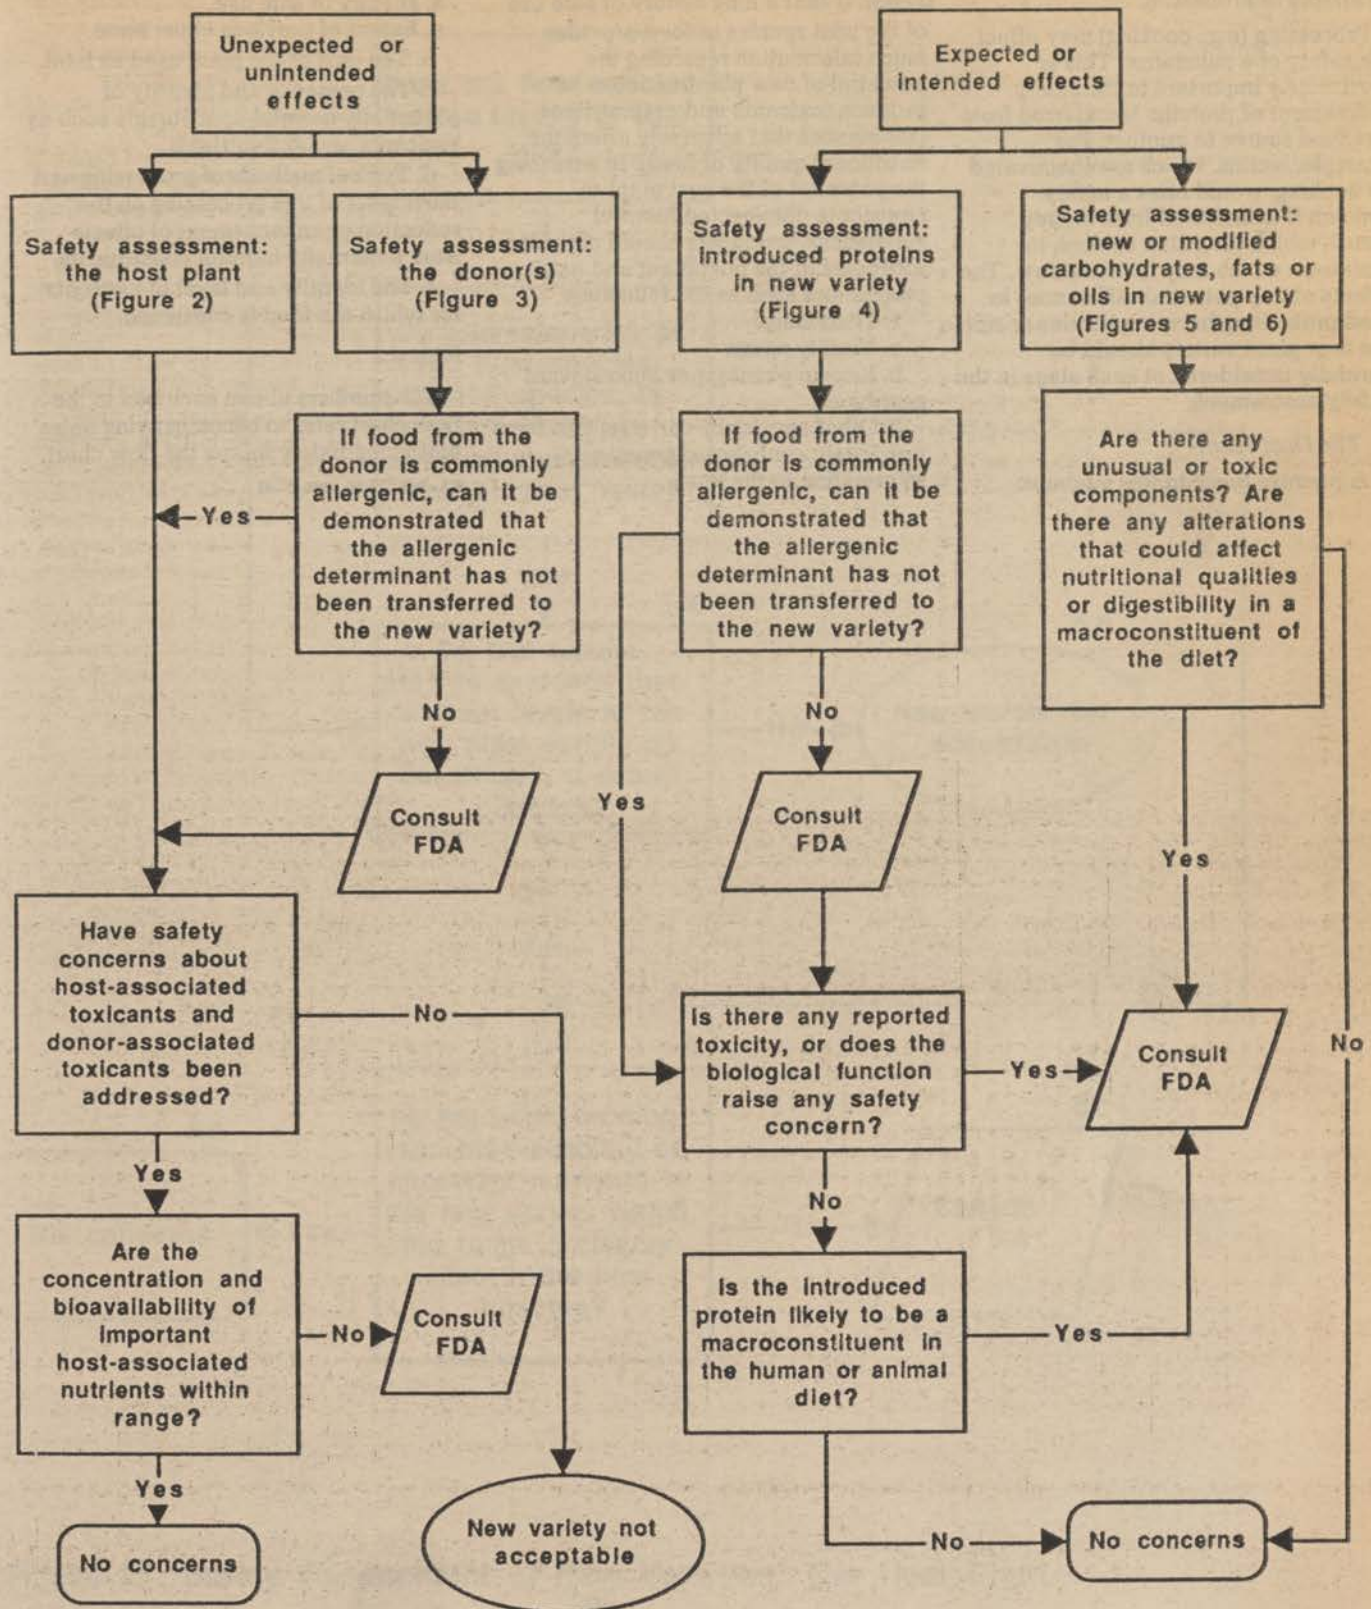 Unexpected or
unintended
effects
Expected or
intended effects
Safety assessment:
the host plant
(Figure 2)
Safety assessment:
the donor(s)
(Figure 3)
Safety assessment:
introduced proteins
in new variety
(Figure 4)
Safety assessment:
new or modified
carbohydrates, fats or
oils in new variety
(Figures 5 and 6)
If food from the
donor is commonly
allergenic, can it be
demonstrated that
the allergenic
determinant has not
been transferred to
the new variety?
If food from the
donor is commonly
allergenic, can it be
demonstrated that
the allergenic
determinant has not
been transferred to
the new variety?
Are there any
unusual or toxic
components? Are
there any alterations
that could affect
nutritional qualities
or digestibility in a
macroconstituent of
the diet?
Yes
No
No
Yes
Consult
FDA
Consult
FDA
Yes
Have safety
concerns about
host-associated
toxicants and
donor-associated
toxicants been
addressed?
No
Is there any reported
toxicity, or does the
biological function
raise any safety
concern?
Yes
Consult
FDA
No
Yes
No
Are the
concentration and
bioavailability of
important
host-associated
nutrients within
range?
No
Consult
FDA
Is the introduced
protein likely to be a
macroconstituent in
the human or animal
diet?
Yes
Yes
No concerns
New variety not
acceptable
No
No concerns